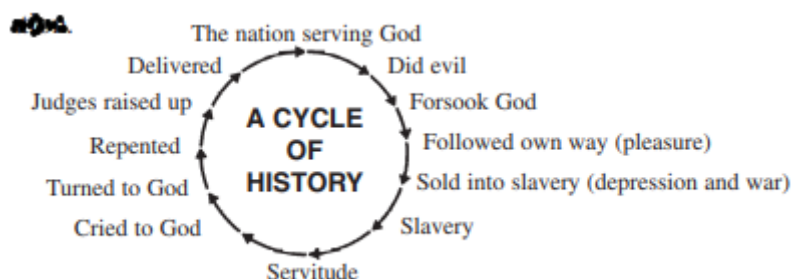 The nation serving God
Did evil
Forsook God
Followed own way (pleasure)
Sold into slavery (depression and war)
Slavery
Servitude
Cried to God
Turned to God
Repented
Judges raised up
Delivered
A CYCLE
OF
HISTORY